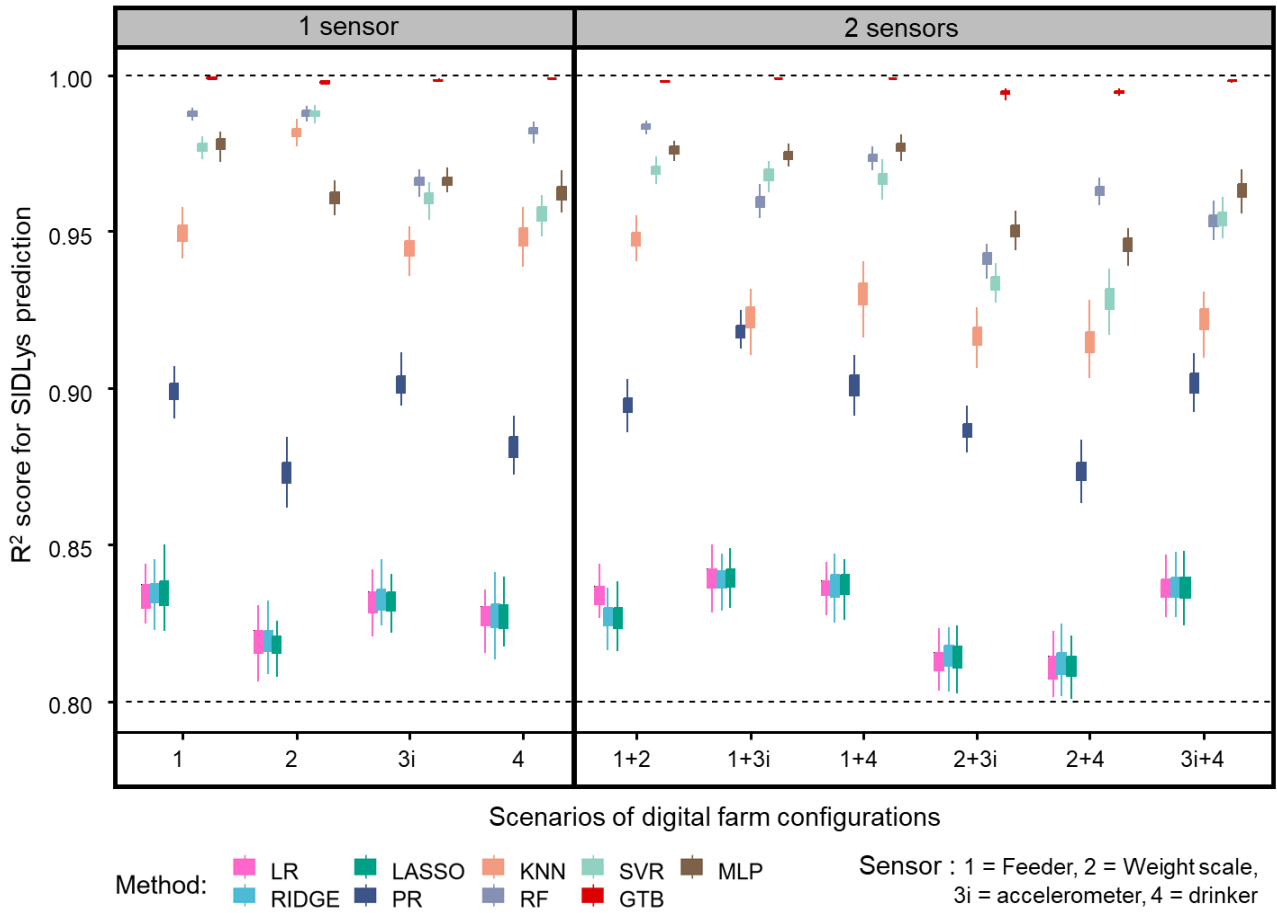 1 sensor
2 sensors
R² score for SIDLys prediction
1.00
0.95
0.90
0.85
0.80
1
2
3i
4
1+2
1+3i
1+4
2+3i
2+4
3i+4
Scenarios of digital farm configurations
Method:
LR
LASSO
KNN
SVR
MLP
RIDGE
PR
RF
GTB
Sensor : 1 = Feeder, 2 = Weight scale,
3i = accelerometer, 4 = drinker